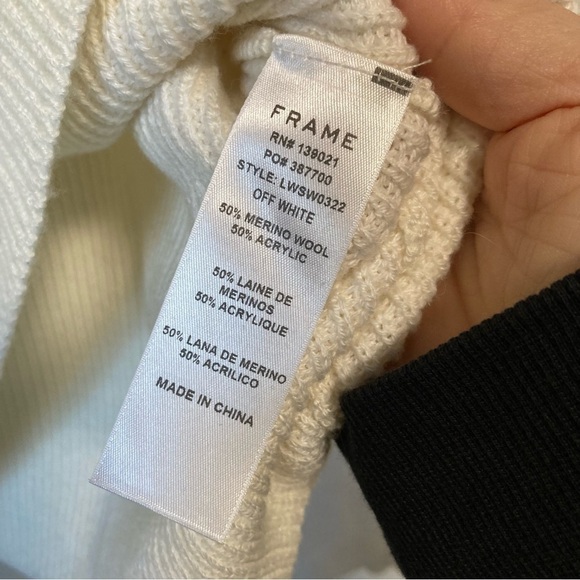 FRAME
RN# 139021
PO# 387700
STYLE: LWSW0322
OFF WHITE
50% MERINO WOOL
50% ACRYLIC
50% LAINE DE
MERINOS
50% ACRYLIQUE
50% LANA DE MERINO
50% ACRILICO
MADE IN CHINA